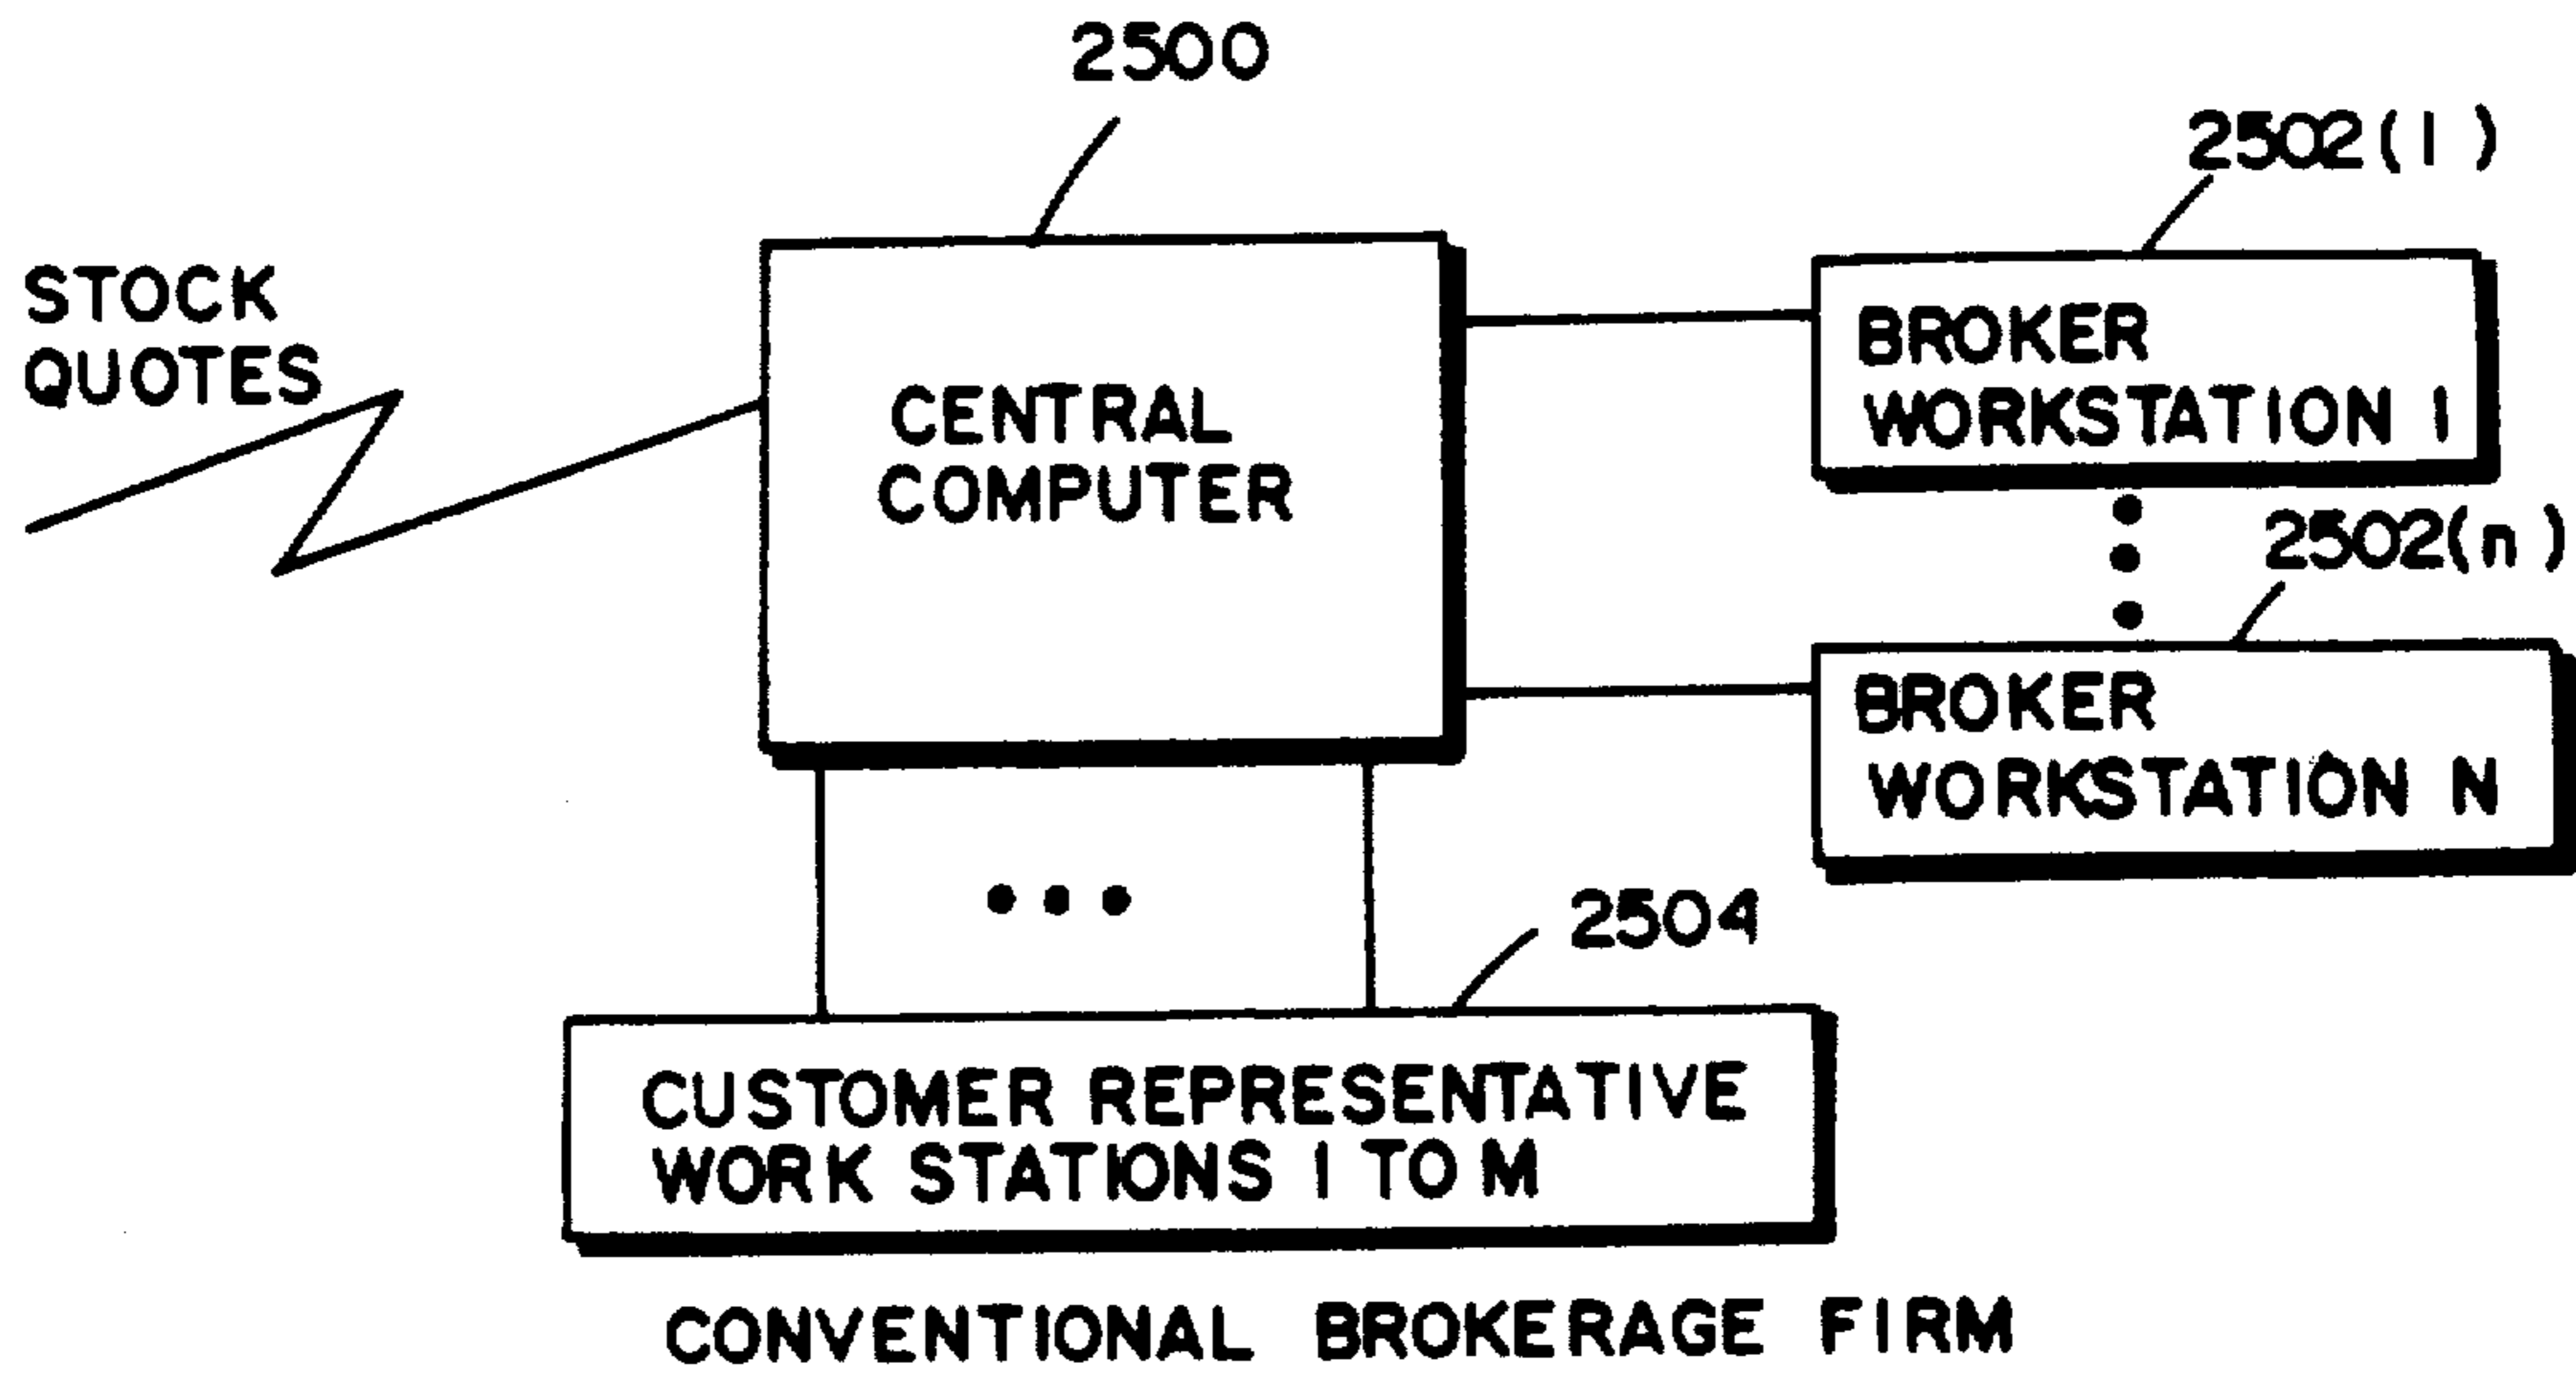 2500
2502(1)
STOCK
QUOTES
BROKER
WORKSTATION 1
CENTRAL
COMPUTER
2502(n)
BROKER
WORKSTATION N
2504
CUSTOMER REPRESENTATIVE
WORK STATIONS 1 TO M
CONVENTIONAL BROKERAGE FIRM